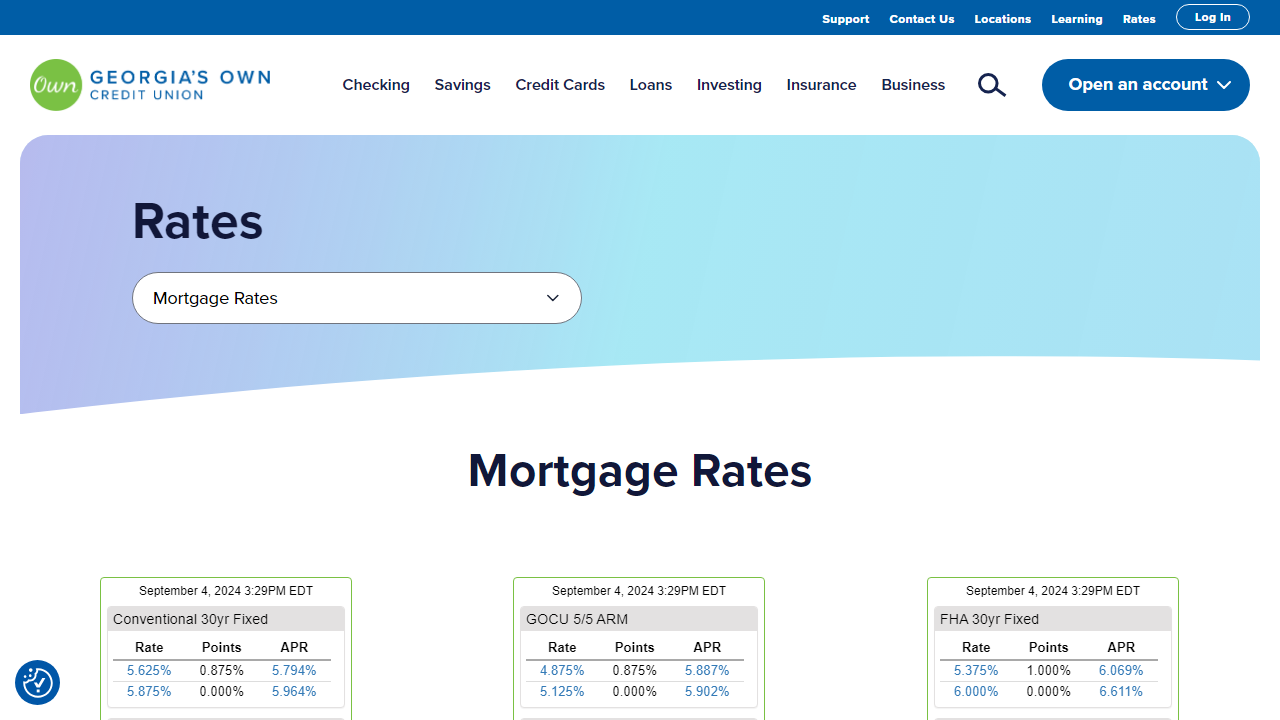 Support Contact Us Locations Learning Rates Log In
Own GEORGIA'S OWN
CREDIT UNION
Checking Savings Credit Cards Loans Investing Insurance Business Open an account
Rates
Mortgage Rates
Mortgage Rates
September 4, 2024 3:29PM EDT
Conventional 30yr Fixed
Rate Points APR
5.625% 0.875% 5.794%
5.875% 0.000% 5.964%
September 4, 2024 3:29PM EDT
GOCU 5/5 ARM
Rate Points APR
4.875% 0.875% 5.887%
5.125% 0.000% 5.902%
September 4, 2024 3:29PM EDT
FHA 30yr Fixed
Rate Points APR
5.375% 1.000% 6.069%
6.000% 0.000% 6.611%